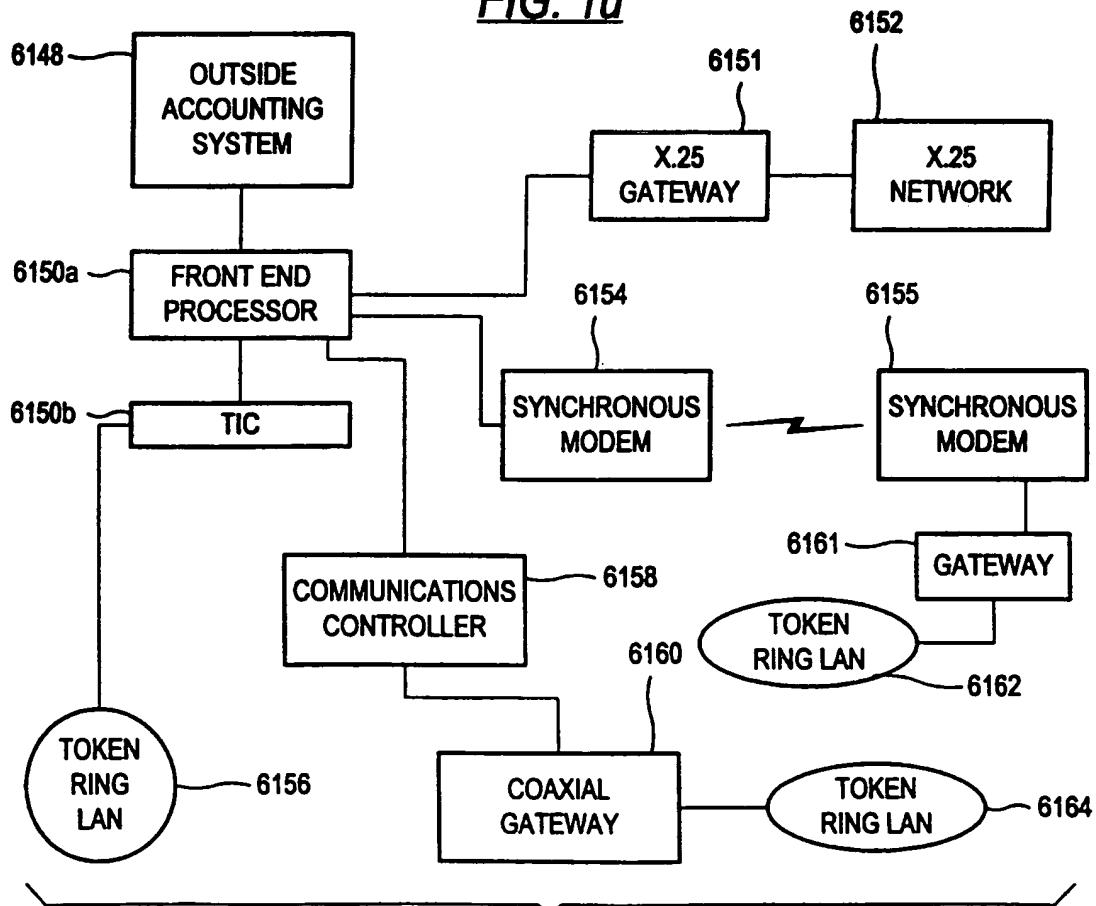 FIG. 1u
6148
OUTSIDE
ACCOUNTING
SYSTEM
6151
6152
X.25
GATEWAY
X.25
NETWORK
6150a
FRONT END
PROCESSOR
6154
6155
6150b
TIC
SYNCHRONOUS
MODEM
SYNCHRONOUS
MODEM
6161
GATEWAY
COMMUNICATIONS
CONTROLLER
6158
TOKEN
RING LAN
6162
6160
TOKEN
RING
LAN
6156
COAXIAL
GATEWAY
TOKEN
RING LAN
6164